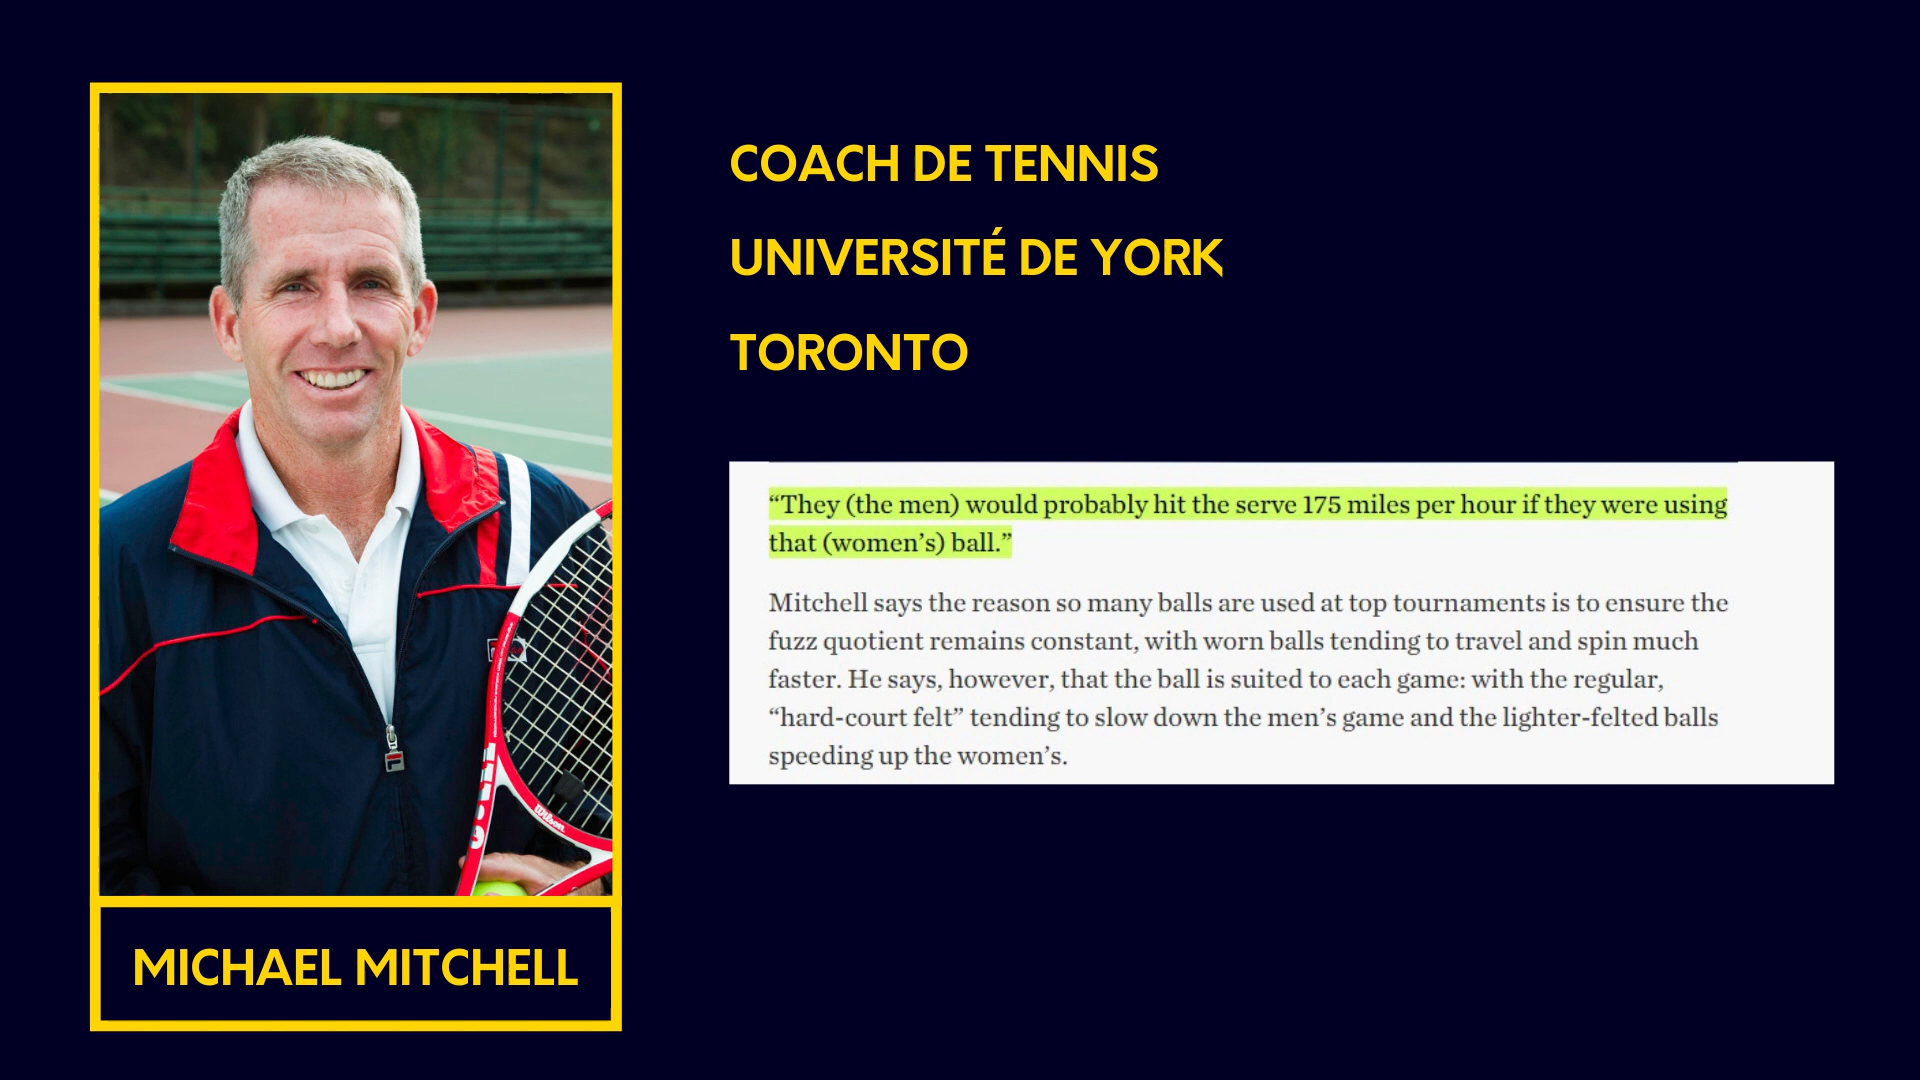 COACH DE TENNIS
UNIVERSITÉ DE YORK
TORONTO
“They (the men) would probably hit the serve 175 miles per hour if they were using
that (women’s) ball.”
Mitchell says the reason so many balls are used at top tournaments is to ensure the
fuzz quotient remains constant, with worn balls tending to travel and spin much
faster. He says, however, that the ball is suited to each game: with the regular,
“hard-court felt” tending to slow down the men’s game and the lighter-felted balls
speeding up the women’s.
Wilson
MICHAEL MITCHELL